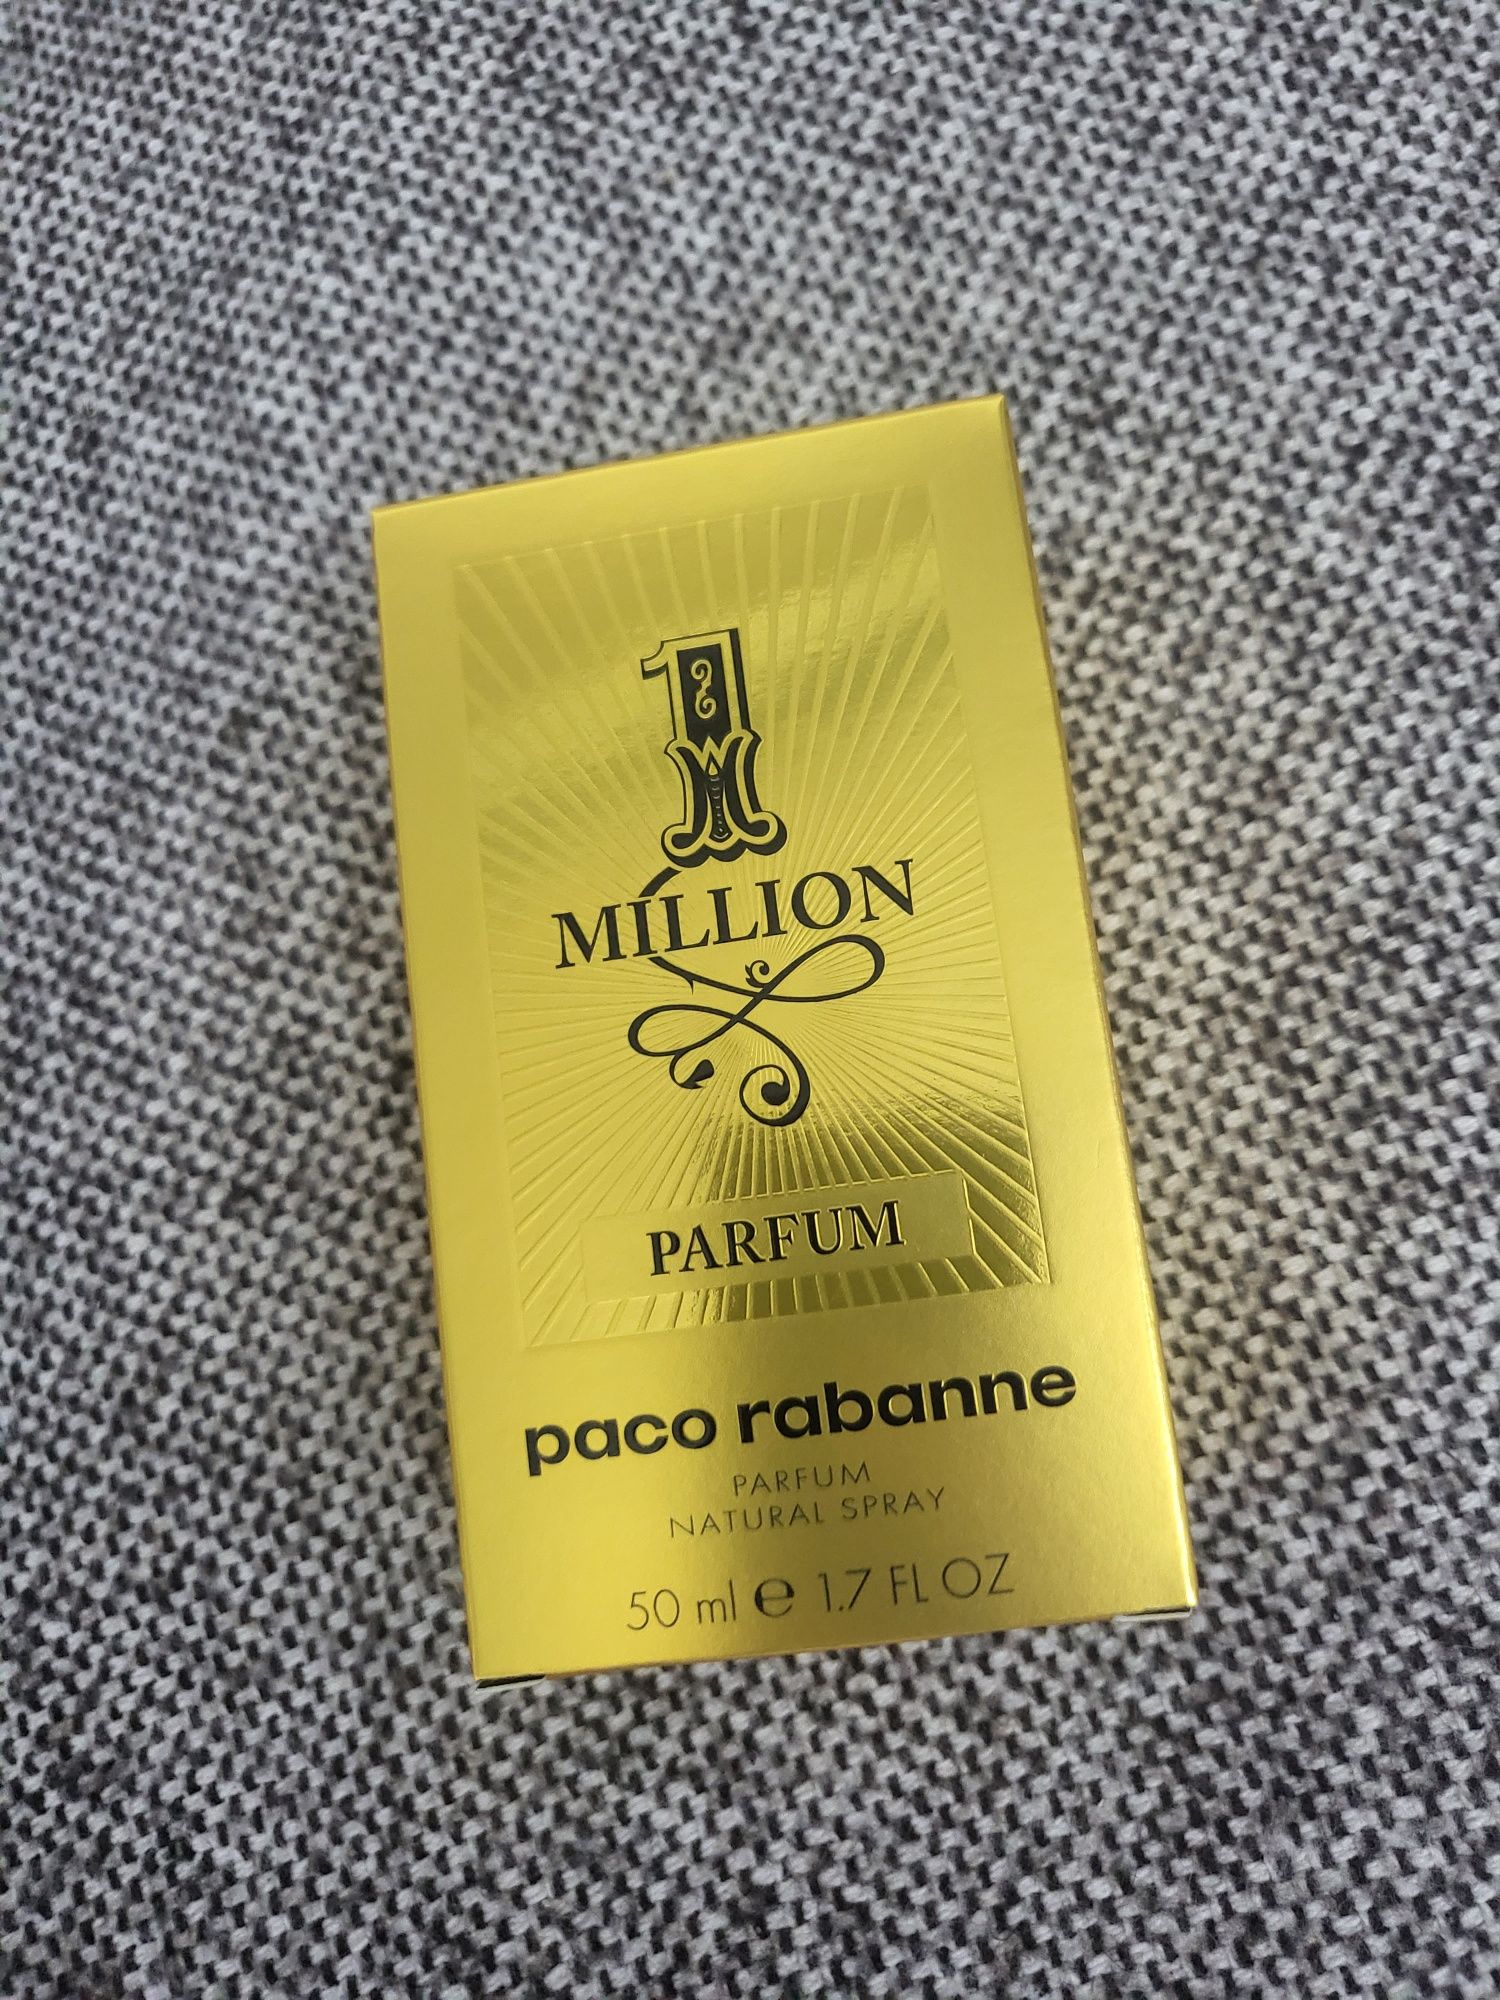 1
MILLION
PARFUM
paco rabanne
PARFUM
NATURAL SPRAY
50 ml e 1.7 FL OZ